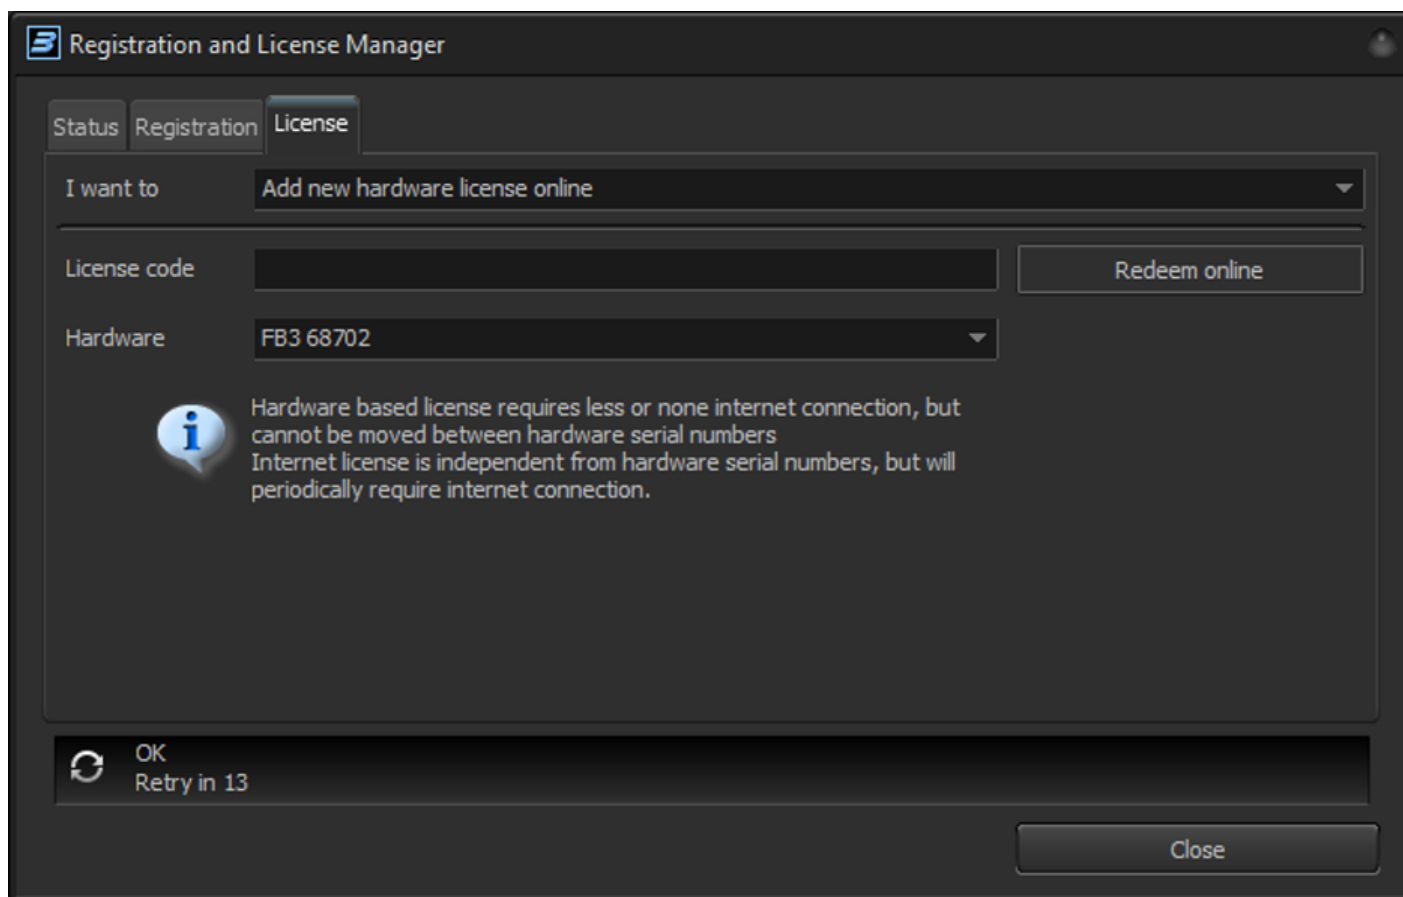 Registration and License Manager
Status Registration License
I want to Add new hardware license online
License code Redeem online
Hardware FB3 68702
Hardware based license requires less or none internet connection, but
cannot be moved between hardware serial numbers
Internet license is independent from hardware serial numbers, but will
periodically require internet connection.
OK
Retry in 13
Close